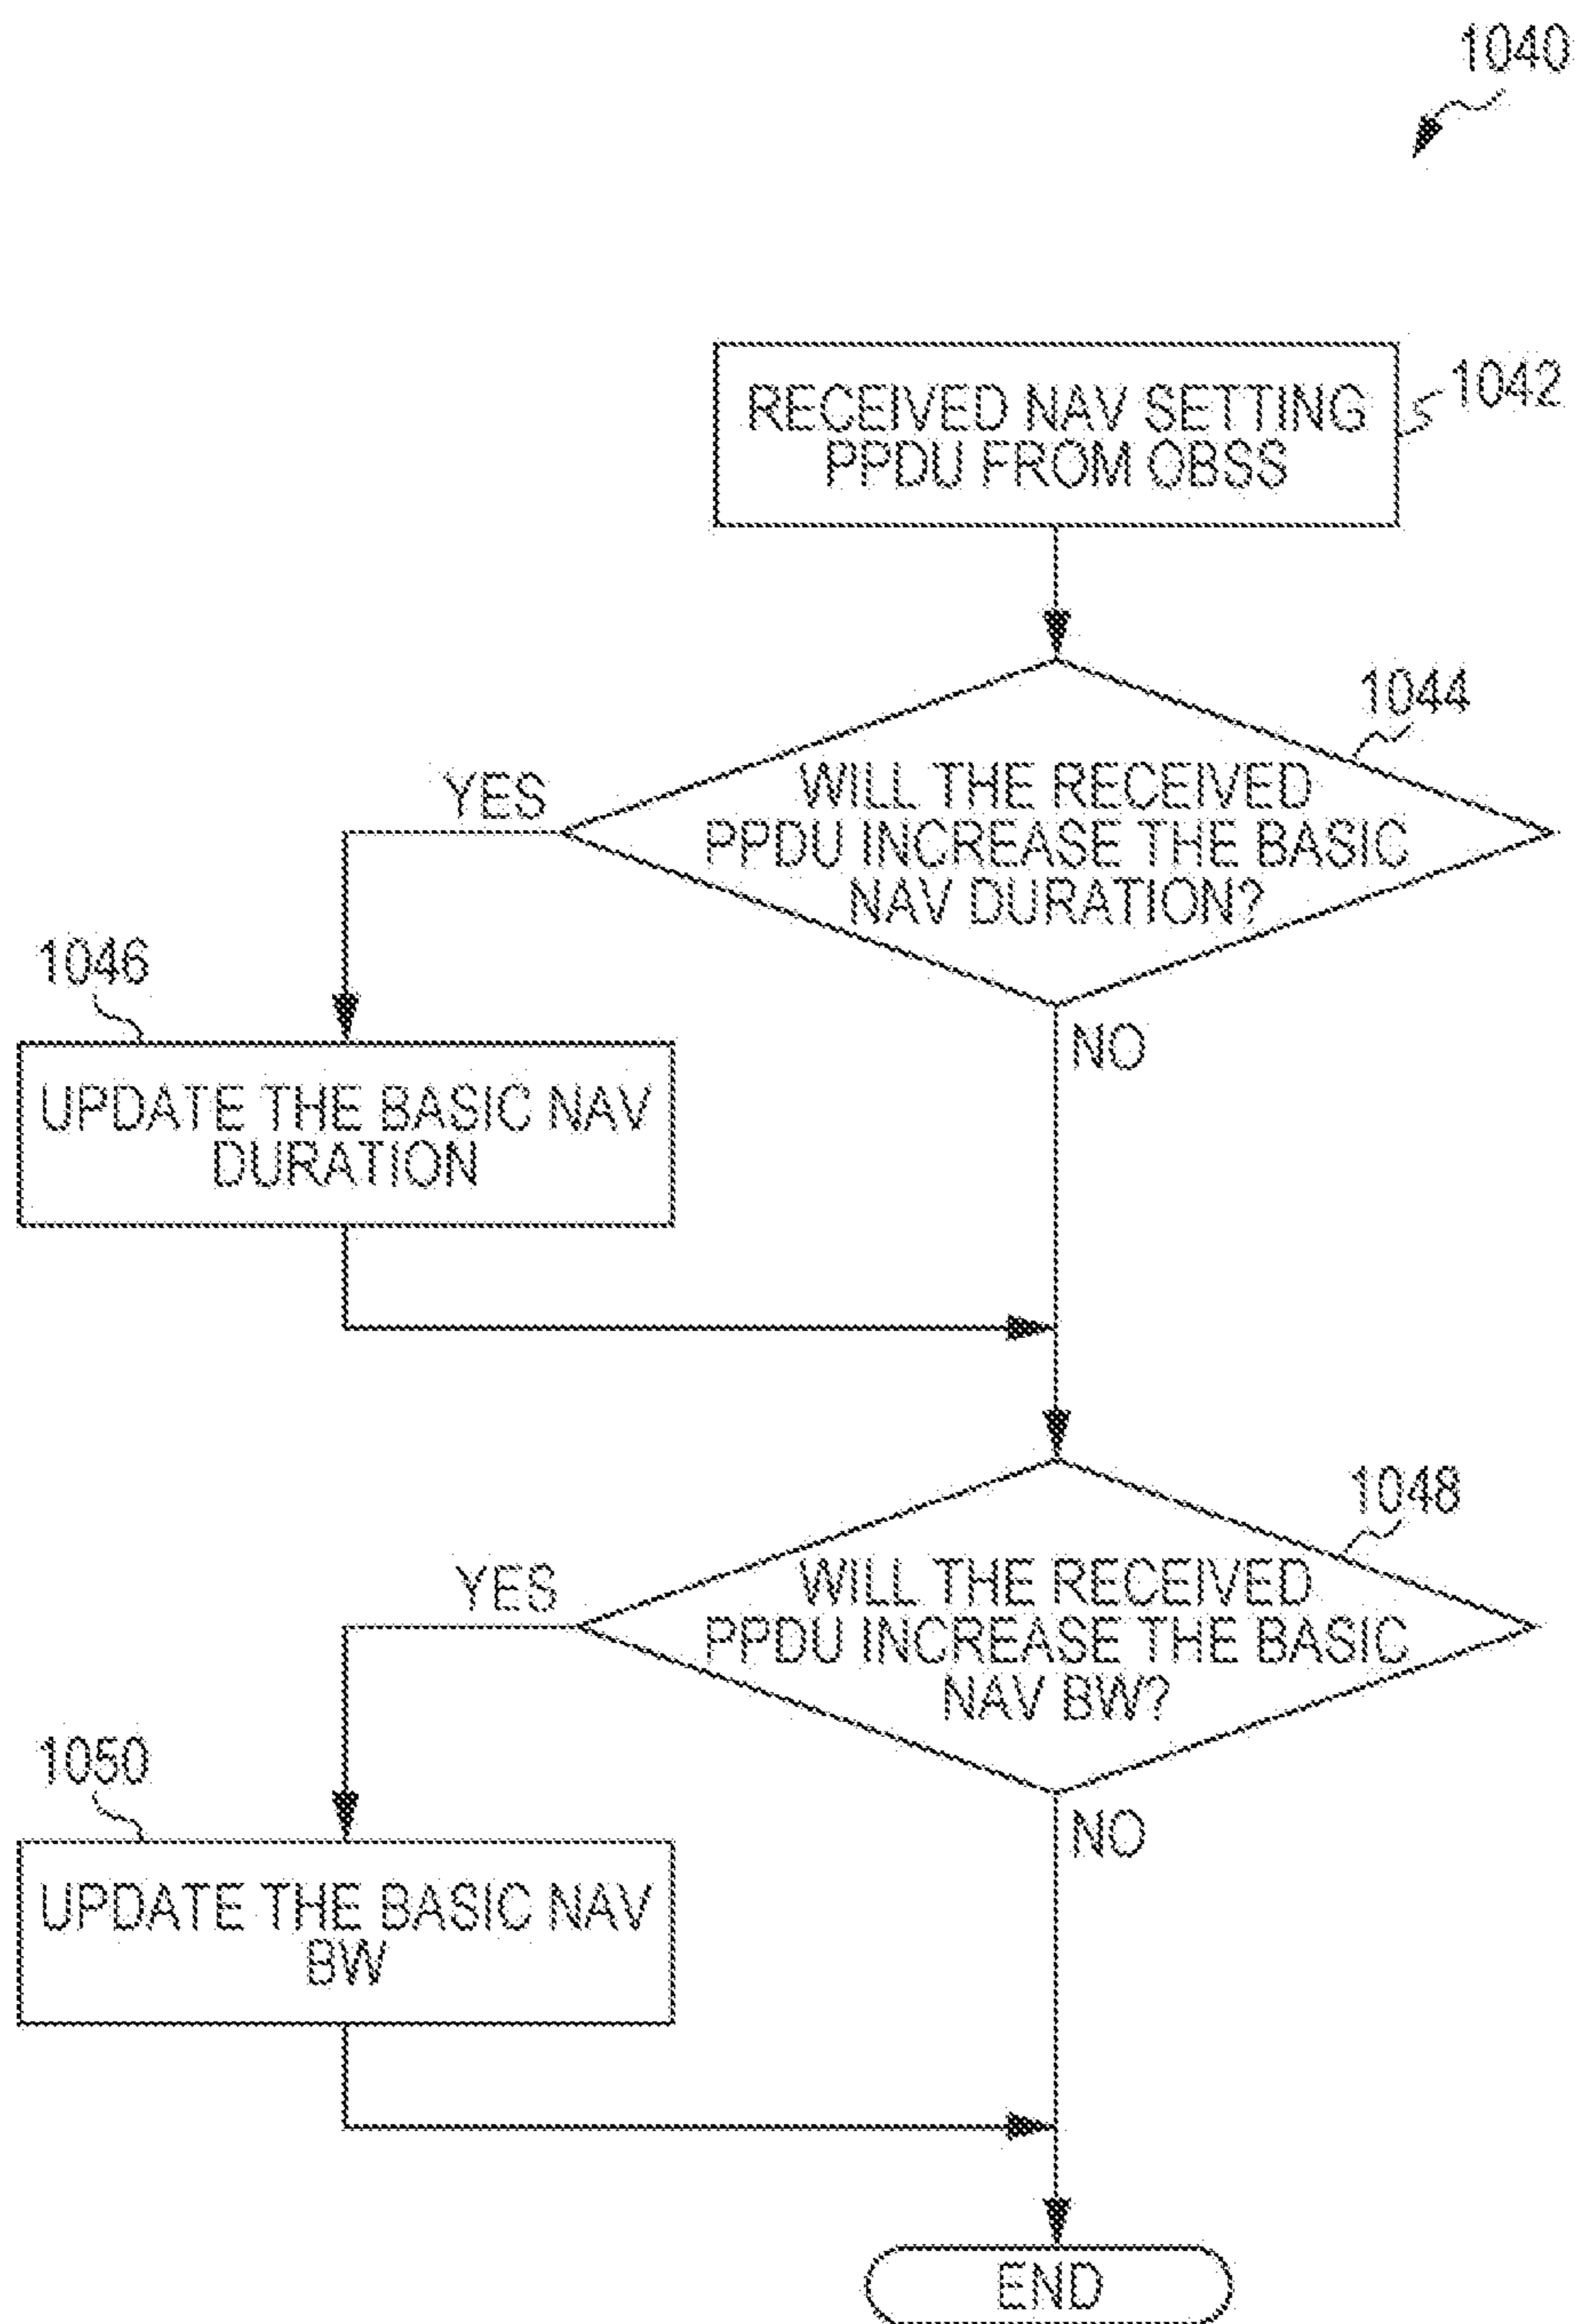 1040
RECEIVED NAV SETTING
PPDU FROM OBSS
1042
1044
WILL THE RECEIVED
PPDU INCREASE THE BASIC
NAV DURATION?
YES
NO
1046
UPDATE THE BASIC NAV
DURATION
1048
WILL THE RECEIVED
PPDU INCREASE THE BASIC
NAV BW?
YES
NO
1050
UPDATE THE BASIC NAV
BW
END